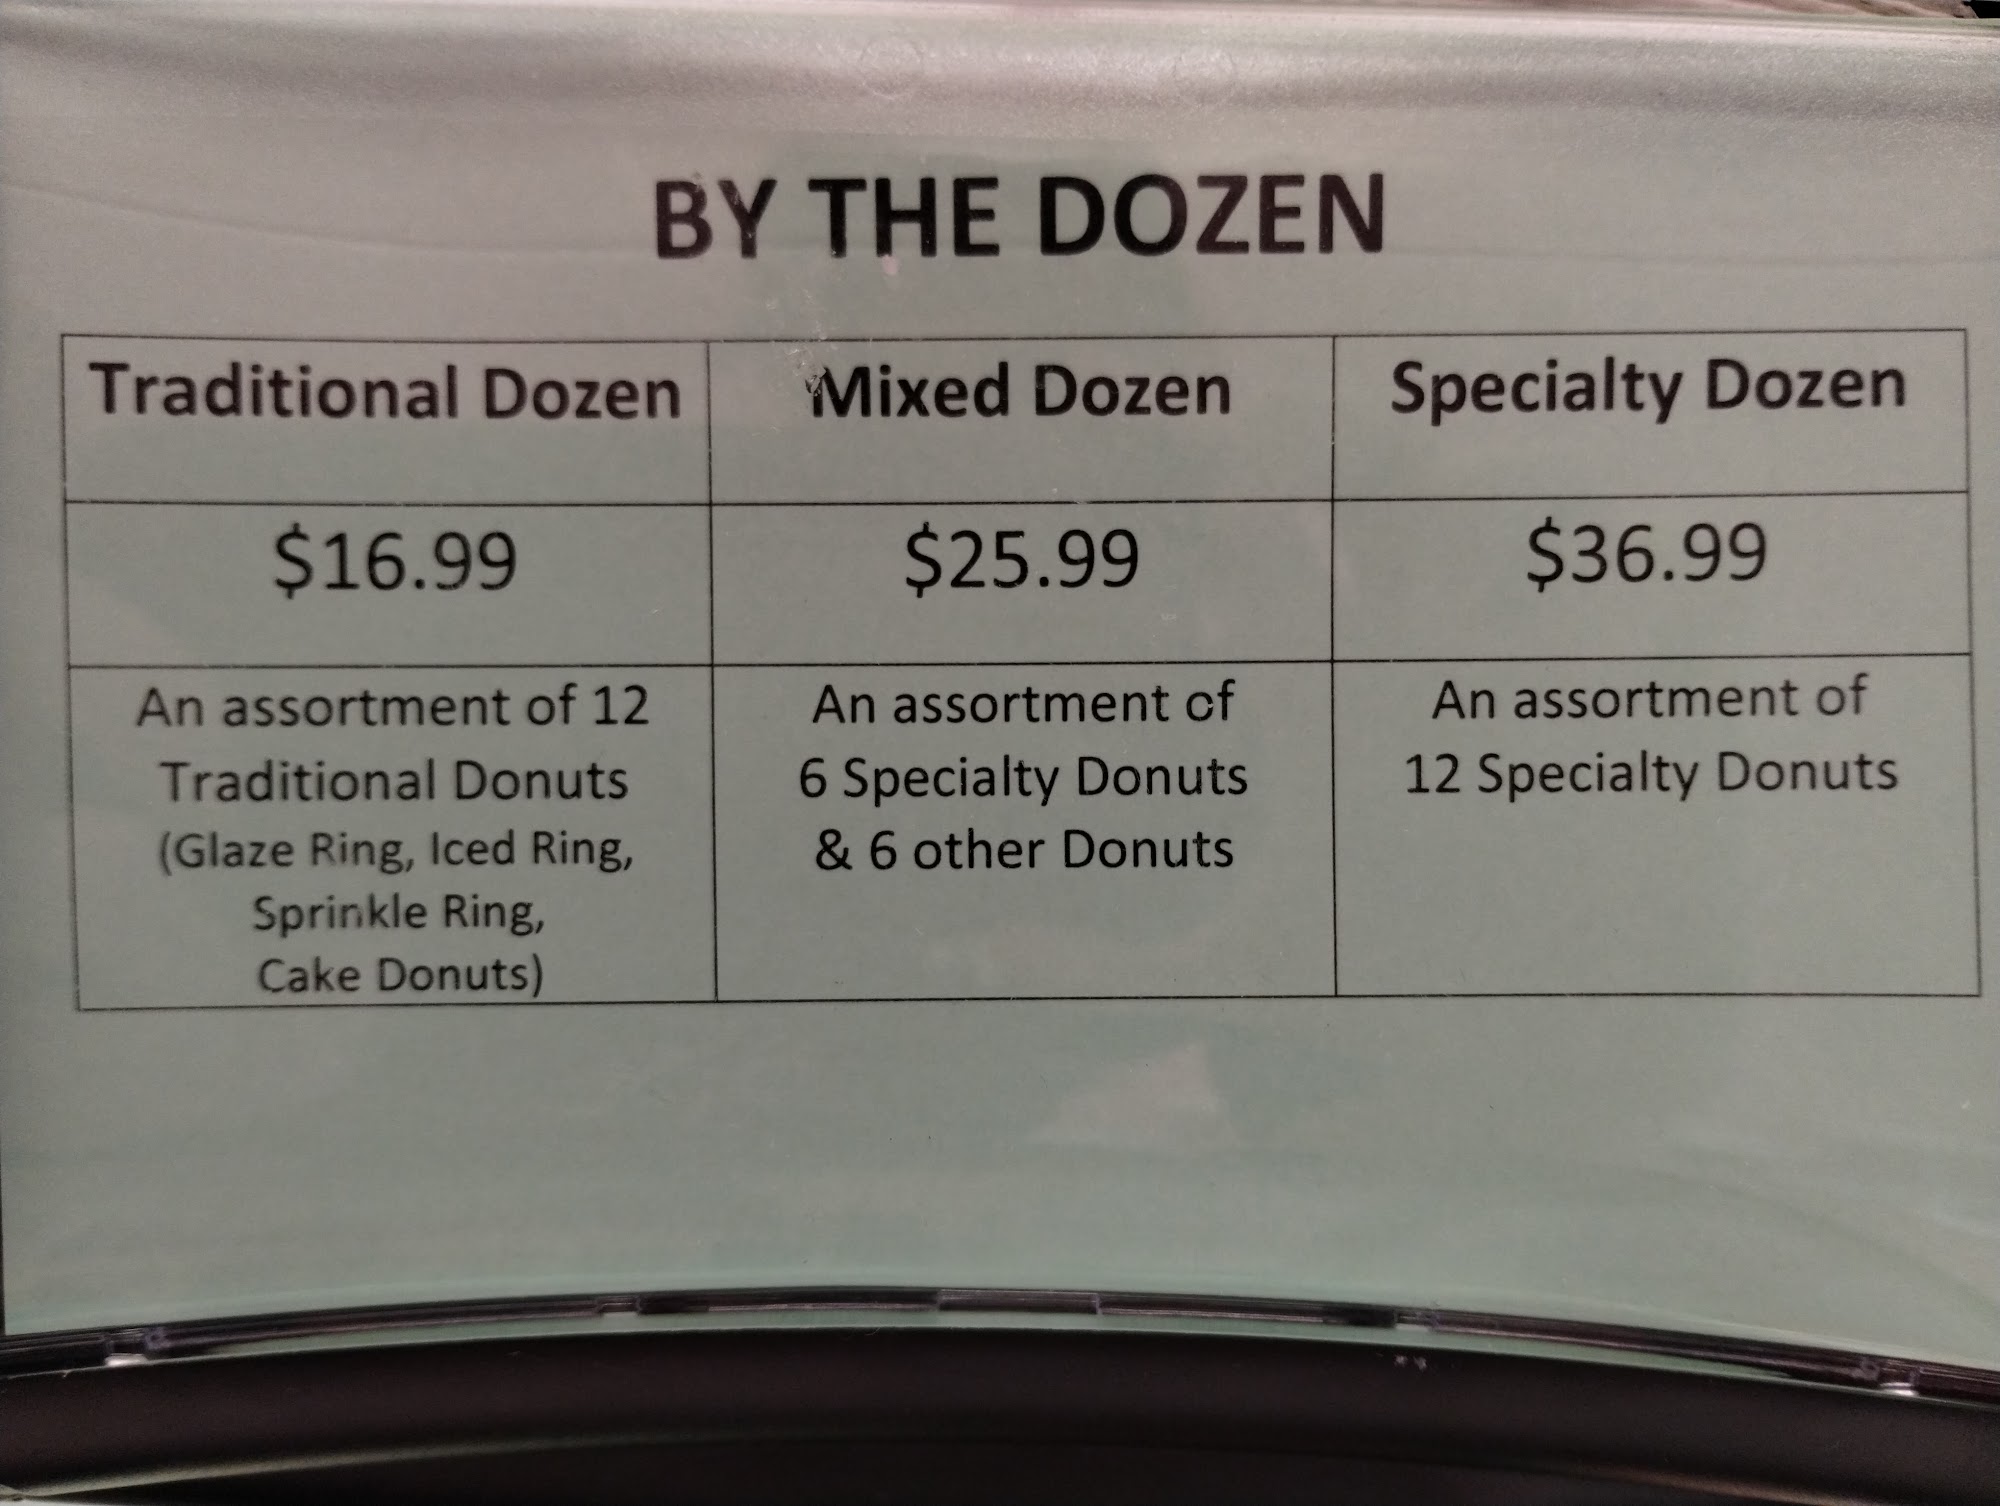 BY THE DOZEN
Traditional Dozen
Mixed Dozen
Specialty Dozen
$16.99
$25.99
$36.99
An assortment of 12
Traditional Donuts
(Glaze Ring, Iced Ring,
Sprinkle Ring,
Cake Donuts)
An assortment of
6 Specialty Donuts
& 6 other Donuts
An assortment of
12 Specialty Donuts